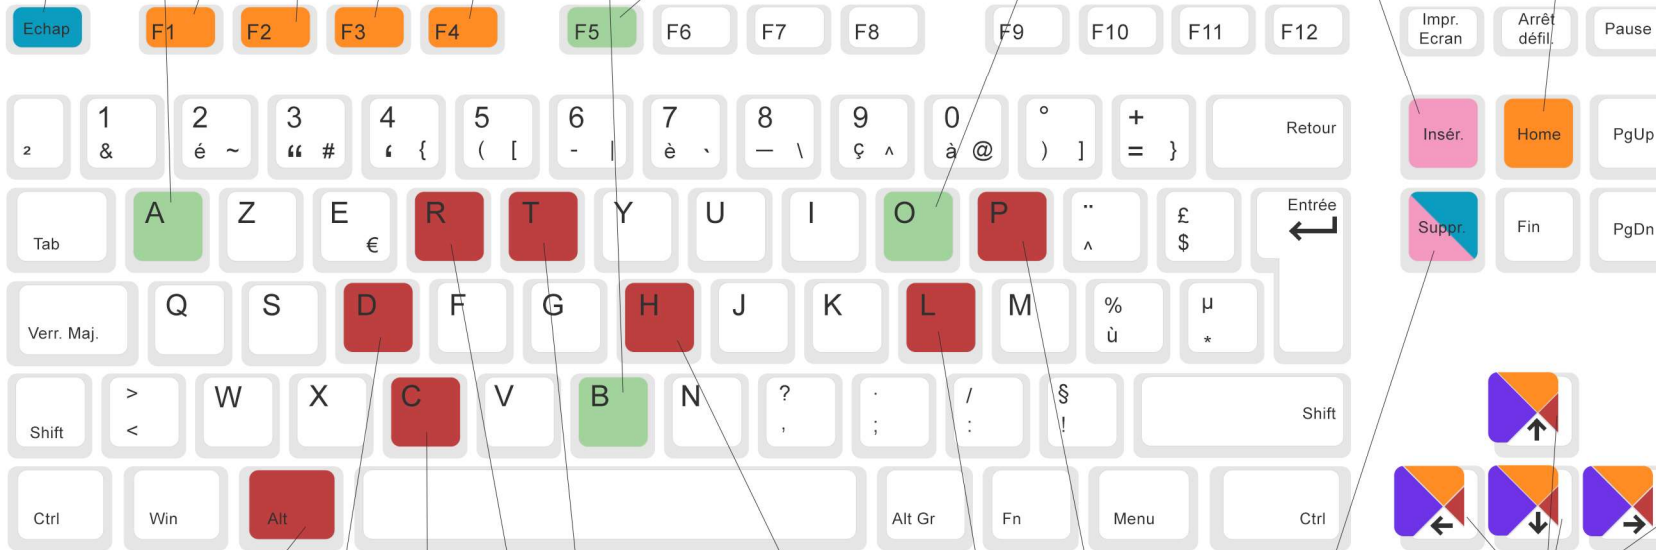 Echap F1 F2 F3 F4 F5 F6 F7 F8 F9 F10 F11 F12 Impr. Ecran Arrêt défil. Pause
² 1 & 2 é ~ 3 “ # 4 ‘ { 5 ( [ 6 - | 7 è ` 8 — \ 9 ç ^ 0 à @ ° ) ] + = } Retour Insér. Home PgUp
Tab A Z E € R T Y U I O P ¨ ^ £ $ Entrée Suppr. Fin PgDn
Verr. Maj. Q S D F G H J K L M % ù µ *
Shift > < W X C V B N ? , . ; / : § ! Shift
Ctrl Win Alt Alt Gr Fn Menu Ctrl